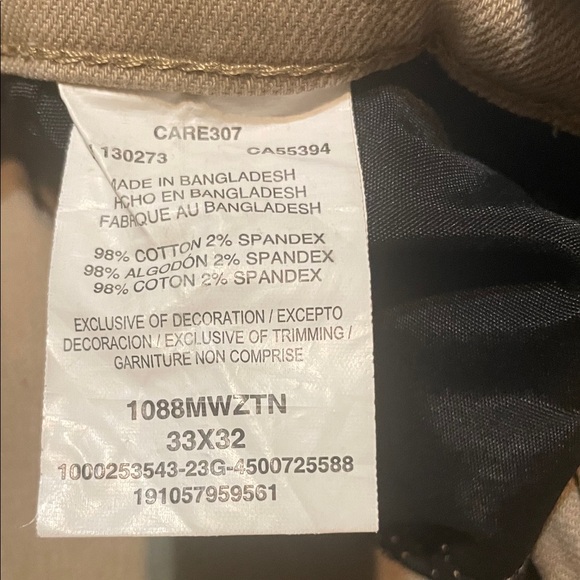 CARE307
130273 CA55394
MADE IN BANGLADESH
HCHO EN BANGLADESH
FABRIQUE AU BANGLADESH
98% COTTON 2% SPANDEX
98% ALGODÓN 2% SPANDEX
98% COTON 2% SPANDEX
EXCLUSIVE OF DECORATION / EXCEPTO
DECORACION / EXCLUSIVE OF TRIMMING /
GARNITURE NON COMPRISE
1088MWZTN
33X32
1000253543-23G-4500725588
191057959561